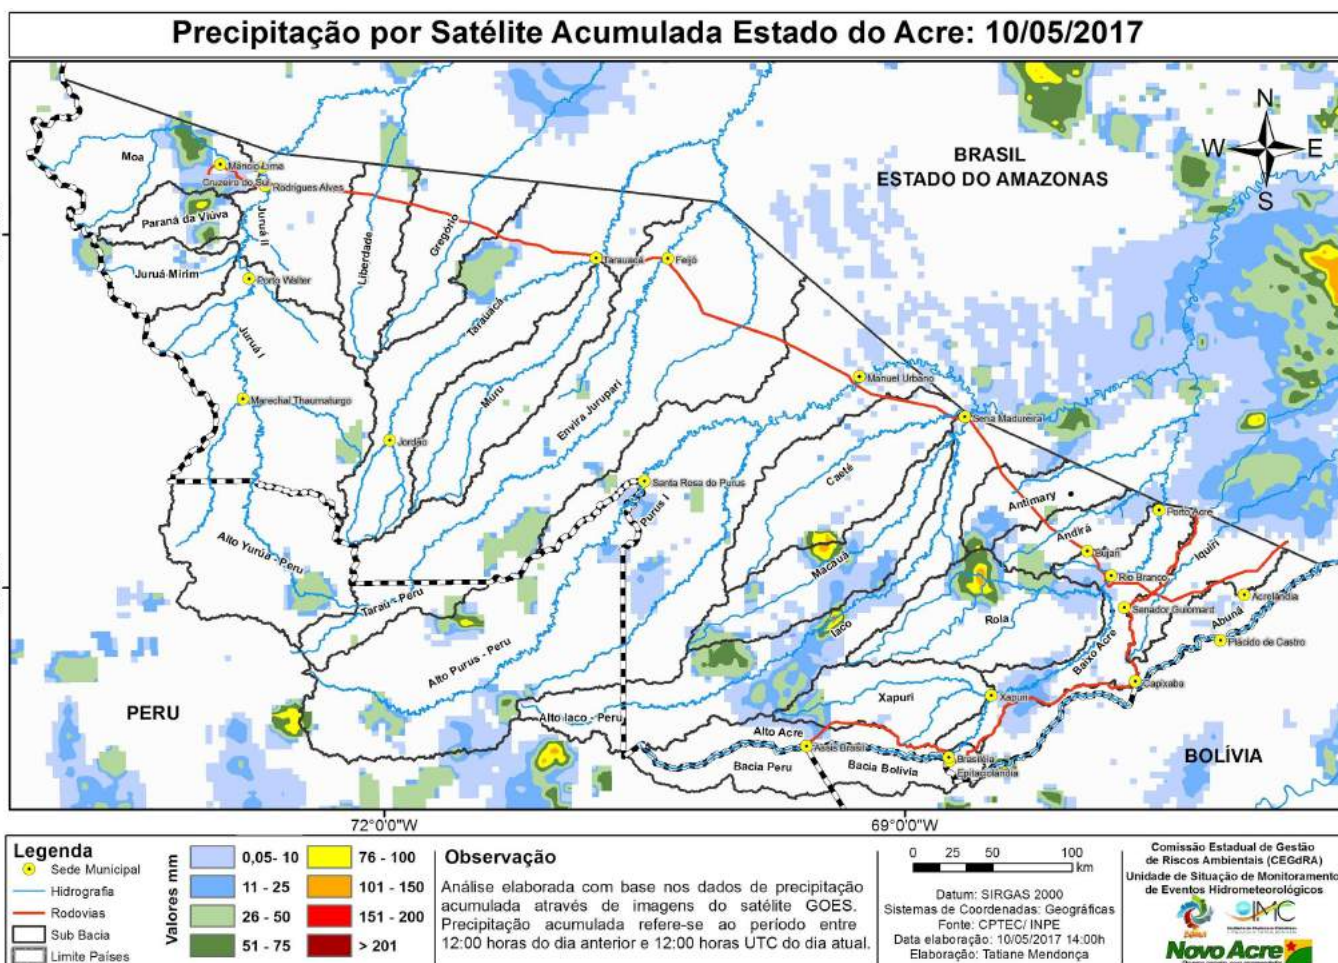 Precipitação por Satélite Acumulada Estado do Acre: 10/05/2017
N
W
E
S
BRASIL
ESTADO DO AMAZONAS
Moa
Mâncio Lima
Cruzeiro do Sul
Rodrigues Alves
Paraná da Viúva
Juruá II
Juruá Mirim
Porto Walter
Liberdade
Gregório
Tarauacá
Feijó
Tarauacá
Juruá I
Marechal Thaumaturgo
Muru
Envira Jurupari
Jordão
Manuel Urbano
Sena Madureira
Santa Rosa do Purus
Purus I
Caeté
Macauã
Iaco
Antimary
Andirá
Porto Acre
Iquiri
Bujari
Rio Branco
Senador Guiomard
Acrelândia
Abunã
Plácido de Castro
Rola
Baixo Acre
Capixaba
Alto Yurúa - Peru
Taraú - Peru
Alto Purus - Peru
Alto Iaco - Peru
PERU
Xapuri
Xapuri
Alto Acre
Assis Brasil
Bacia Peru
Bacia Bolívia
Brasiléia
Epitaciolândia
BOLÍVIA
72°0'0"W
69°0'0"W
Legenda
Sede Municipal
Hidrografia
Rodovias
Sub Bacia
Limite Países
Valores mm
0,05- 10
11 - 25
26 - 50
51 - 75
76 - 100
101 - 150
151 - 200
> 201
Observação
Análise elaborada com base nos dados de precipitação
acumulada através de imagens do satélite GOES.
Precipitação acumulada refere-se ao período entre
12:00 horas do dia anterior e 12:00 horas UTC do dia atual.
0 25 50 100
km
Datum: SIRGAS 2000
Sistemas de Coordenadas: Geográficas
Fonte: CPTEC/ INPE
Data elaboração: 10/05/2017 14:00h
Elaboração: Tatiane Mendonça
Comissão Estadual de Gestão
de Riscos Ambientais (CEGdRA)
Unidade de Situação de Monitoramento
de Eventos Hidrometeorológicos
IMC
Novo Acre